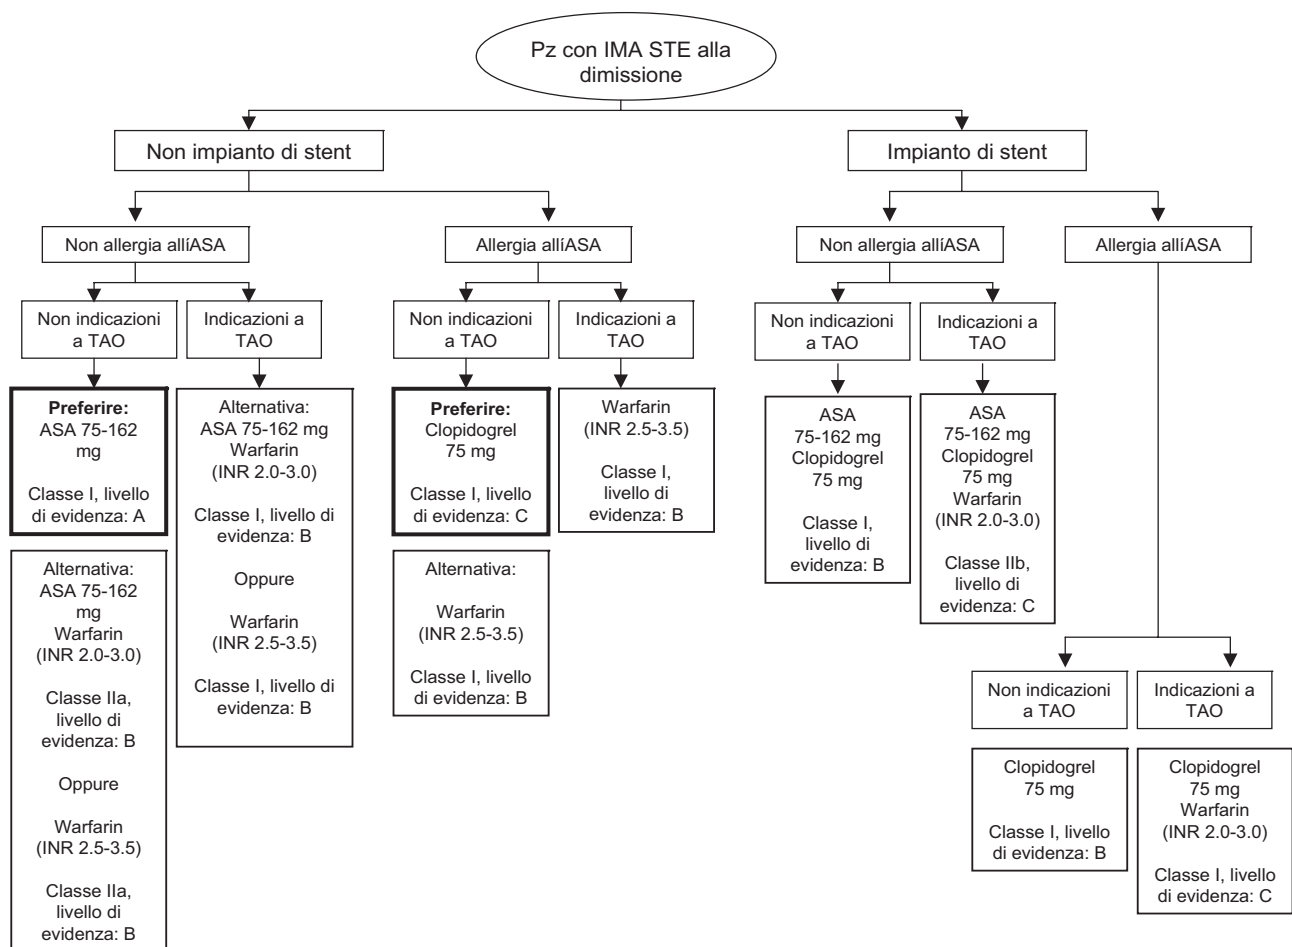 Pz con IMA STE alla
dimissione
Non impianto di stent
Impianto di stent
Non allergia allíASA
Allergia allíASA
Non allergia allíASA
Allergia allíASA
Non indicazioni
a TAO
Indicazioni a
TAO
Non indicazioni
a TAO
Indicazioni a
TAO
Non indicazioni
a TAO
Indicazioni a
TAO
Preferire:
ASA 75-162
mg
Classe I, livello
di evidenza: A
Alternativa:
ASA 75-162
mg
Warfarin
(INR 2.0-3.0)
Classe IIa,
livello di
evidenza: B
Oppure
Warfarin
(INR 2.5-3.5)
Classe IIa,
livello di
evidenza: B
Alternativa:
ASA 75-162 mg
Warfarin
(INR 2.0-3.0)
Classe I, livello di
evidenza: B
Oppure
Warfarin
(INR 2.5-3.5)
Classe I, livello di
evidenza: B
Preferire:
Clopidogrel
75 mg
Classe I, livello
di evidenza: C
Alternativa:
Warfarin
(INR 2.5-3.5)
Classe I, livello
di evidenza: B
Warfarin
(INR 2.5-3.5)
Classe I,
livello di
evidenza: B
ASA
75-162 mg
Clopidogrel
75 mg
Classe I,
livello di
evidenza: B
ASA
75-162 mg
Clopidogrel
75 mg
Warfarin
(INR 2.0-3.0)
Classe IIb,
livello di
evidenza: C
Non indicazioni
a TAO
Indicazioni a
TAO
Clopidogrel
75 mg
Classe I, livello
di evidenza: B
Clopidogrel
75 mg
Warfarin
(INR 2.0-3.0)
Classe I, livello
di evidenza: C